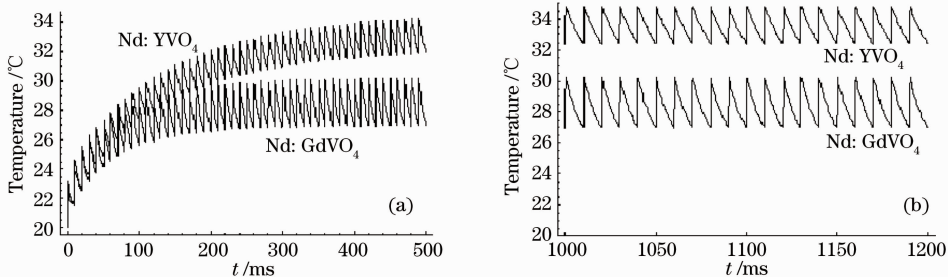 34
32
30
28
26
24
22
20
Temperature /℃
Nd: YVO4
Nd: GdVO4
(a)
0 100 200 300 400 500
t /ms
34
32
30
28
26
24
22
20
Temperature /℃
Nd: YVO4
Nd: GdVO4
(b)
1000 1050 1100 1150 1200
t /ms